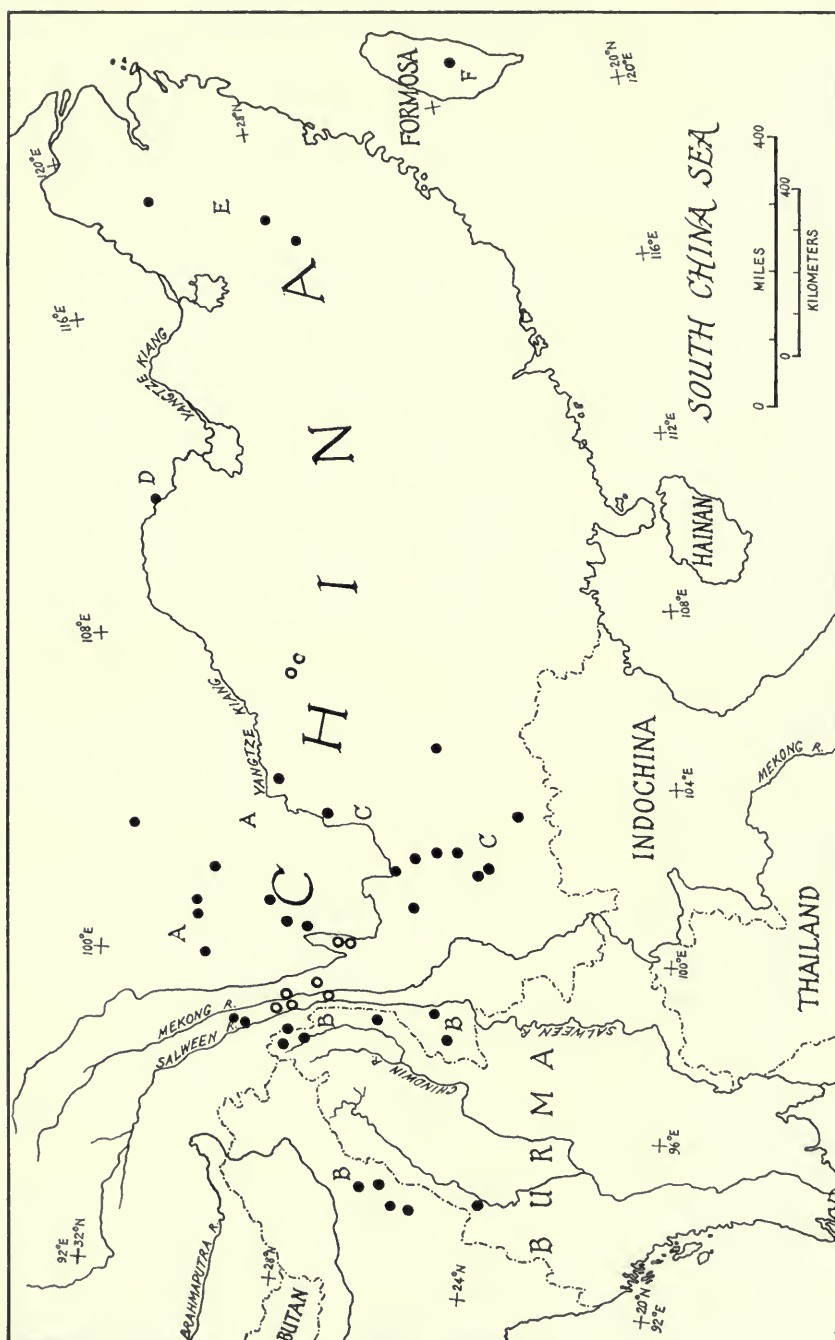 92°E
32°N
100°E
108°E
116°E
120°E
BRAHMAPUTRA R.
SALWEEN R.
MEKONG R.
YANGTZE KIANG
YANGTZE KIANG
A
A
D
E
28°N
BUTAN
28°N
B
B
B
CHINDWIN R.
C H I N A
C
C
FORMOSA
F
24°N
BURMA
SALWEEN R.
20°N
92°E
96°E
100°E
104°E
108°E
112°E
116°E
20°N
120°E
INDOCHINA
HAINAN
THAILAND
MEKONG R.
SOUTH CHINA SEA
MILES
0 400
0 400
KILOMETERS